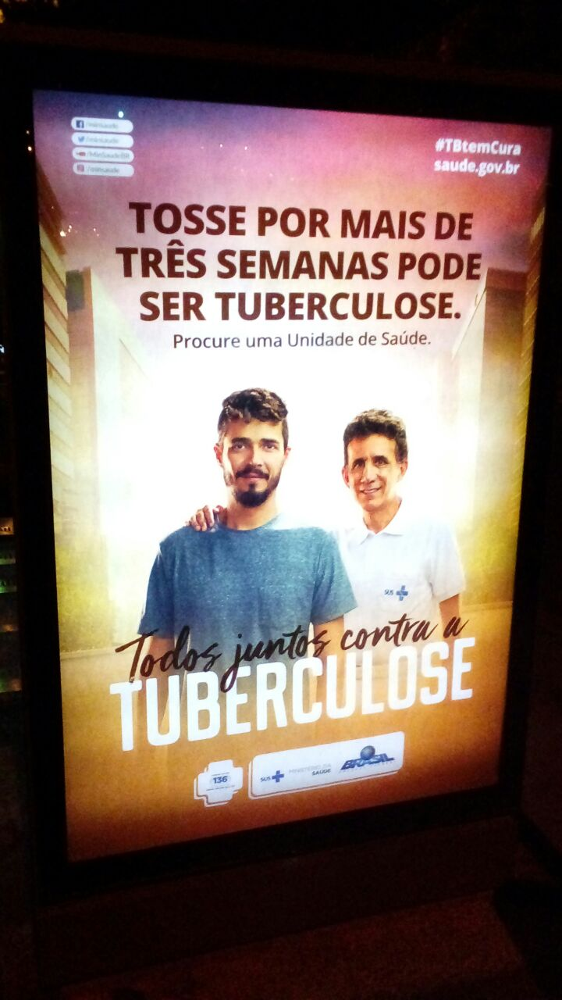 /minsaude
/minsaude
/MinSaudeBR
/minsaude
#TBtemCura
saude.gov.br
TOSSE POR MAIS DE
TRÊS SEMANAS PODE
SER TUBERCULOSE.
Procure uma Unidade de Saúde.
SUS
Todos juntos contra a
TUBERCULOSE
136
SUS
MINISTÉRIO DA
SAÚDE
BRASIL